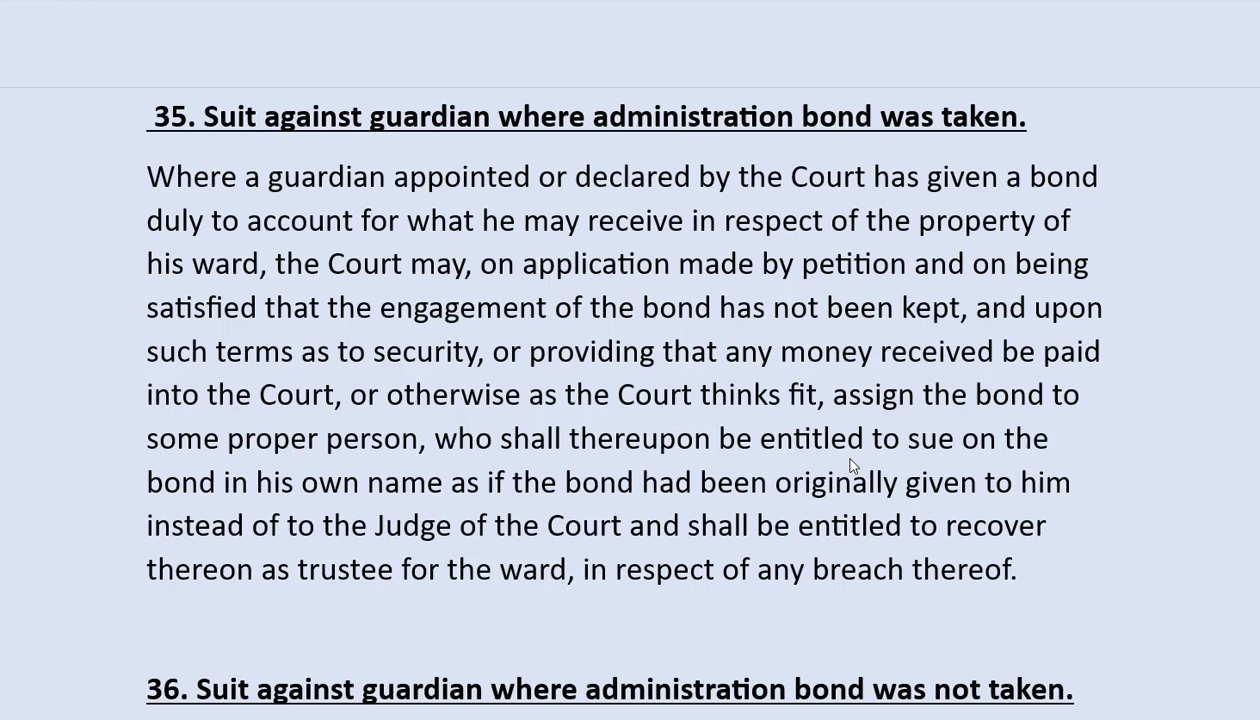 35. Suit against guardian where administration bond was taken.
Where a guardian appointed or declared by the Court has given a bond
duly to account for what he may receive in respect of the property of
his ward, the Court may, on application made by petition and on being
satisfied that the engagement of the bond has not been kept, and upon
such terms as to security, or providing that any money received be paid
into the Court, or otherwise as the Court thinks fit, assign the bond to
some proper person, who shall thereupon be entitled to sue on the
bond in his own name as if the bond had been originally given to him
instead of to the Judge of the Court and shall be entitled to recover
thereon as trustee for the ward, in respect of any breach thereof.
36. Suit against guardian where administration bond was not taken.